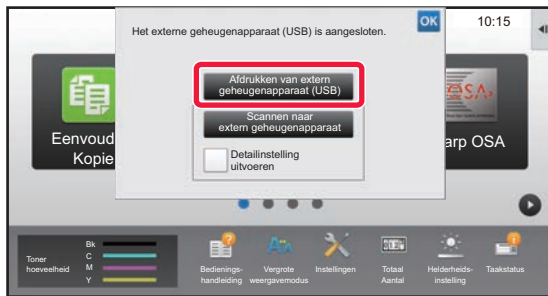 Het externe geheugenapparaat (USB) is aangesloten.
OK
10:15
Afdrukken van extern
geheugenapparaat (USB)
Scannen naar
extern geheugenapparaat
Detailinstelling
uitvoeren
Eenvoud
Kopie
OSA
arp OSA
Toner
hoeveelheid
Bk
C
M
Y
Bedienings-
handleiding
Vergrote
weergavemodus
Instellingen
Totaal
Aantal
Helderheids-
instelling
Taakstatus